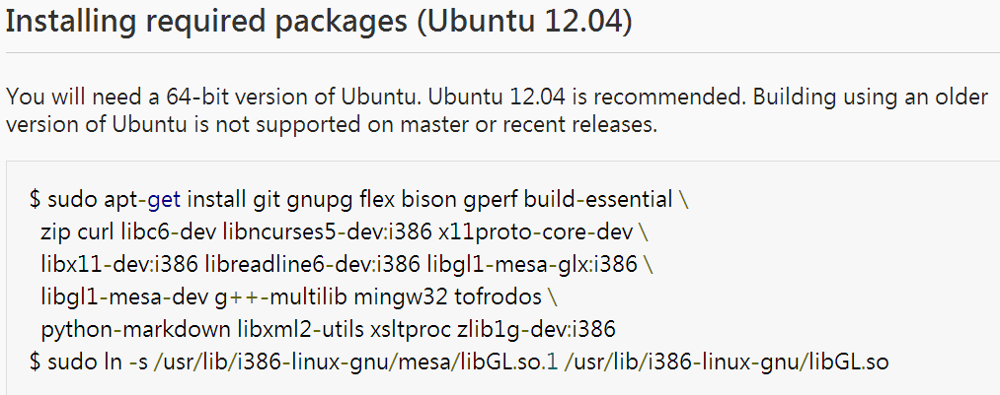 Installing required packages (Ubuntu 12.04)
You will need a 64-bit version of Ubuntu. Ubuntu 12.04 is recommended. Building using an older
version of Ubuntu is not supported on master or recent releases.
$ sudo apt-get install git gnupg flex bison gperf build-essential \
zip curl libc6-dev libncurses5-dev:i386 x11proto-core-dev \
libx11-dev:i386 libreadline6-dev:i386 libgl1-mesa-glx:i386 \
libgl1-mesa-dev g++-multilib mingw32 tofrodos \
python-markdown libxml2-utils xsltproc zlib1g-dev:i386
$ sudo ln -s /usr/lib/i386-linux-gnu/mesa/libGL.so.1 /usr/lib/i386-linux-gnu/libGL.so